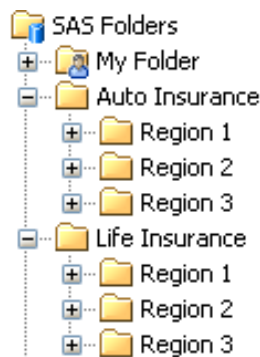 SAS Folders
My Folder
Auto Insurance
Region 1
Region 2
Region 3
Life Insurance
Region 1
Region 2
Region 3